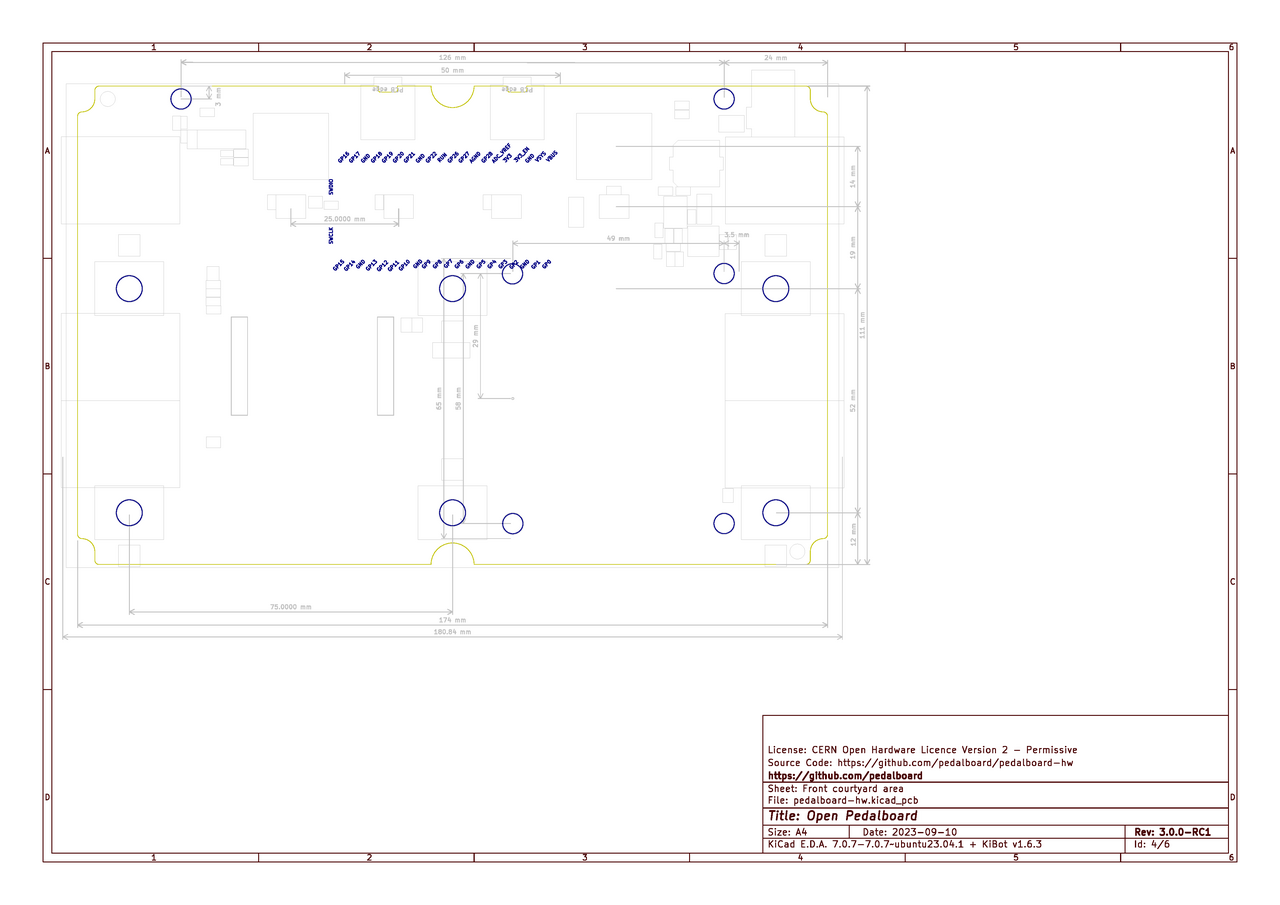 1 2 3 4 5 6
126 mm
24 mm
50 mm
3 mm
PCB edge
PCB edge
A A
GP16 GP17 GND GP18 GP19 GP20 GP21 GND GP22 RUN GP26 GP27 AGND GP28 ADC_VREF 3V3 3V3_EN GND VSYS VBUS
SWDIO
14 mm
25.0000 mm
SWCLK
49 mm
3.5 mm
19 mm
GP15 GP14 GND GP13 GP12 GP11 GP10 GND GP9 GP8 GP7 GP6 GND GP5 GP4 GP3 GP2 GND GP1 GP0
111 mm
29 mm
B B
65 mm
58 mm
52 mm
12 mm
C C
75.0000 mm
174 mm
180.84 mm
License: CERN Open Hardware Licence Version 2 - Permissive
Source Code: https://github.com/pedalboard/pedalboard-hw
https://github.com/pedalboard
Sheet: Front courtyard area
D D
File: pedalboard-hw.kicad_pcb
Title: Open Pedalboard
Size: A4 Date: 2023-09-10 Rev: 3.0.0-RC1
KiCad E.D.A. 7.0.7-7.0.7~ubuntu23.04.1 + KiBot v1.6.3 Id: 4/6
1 2 3 4 5 6